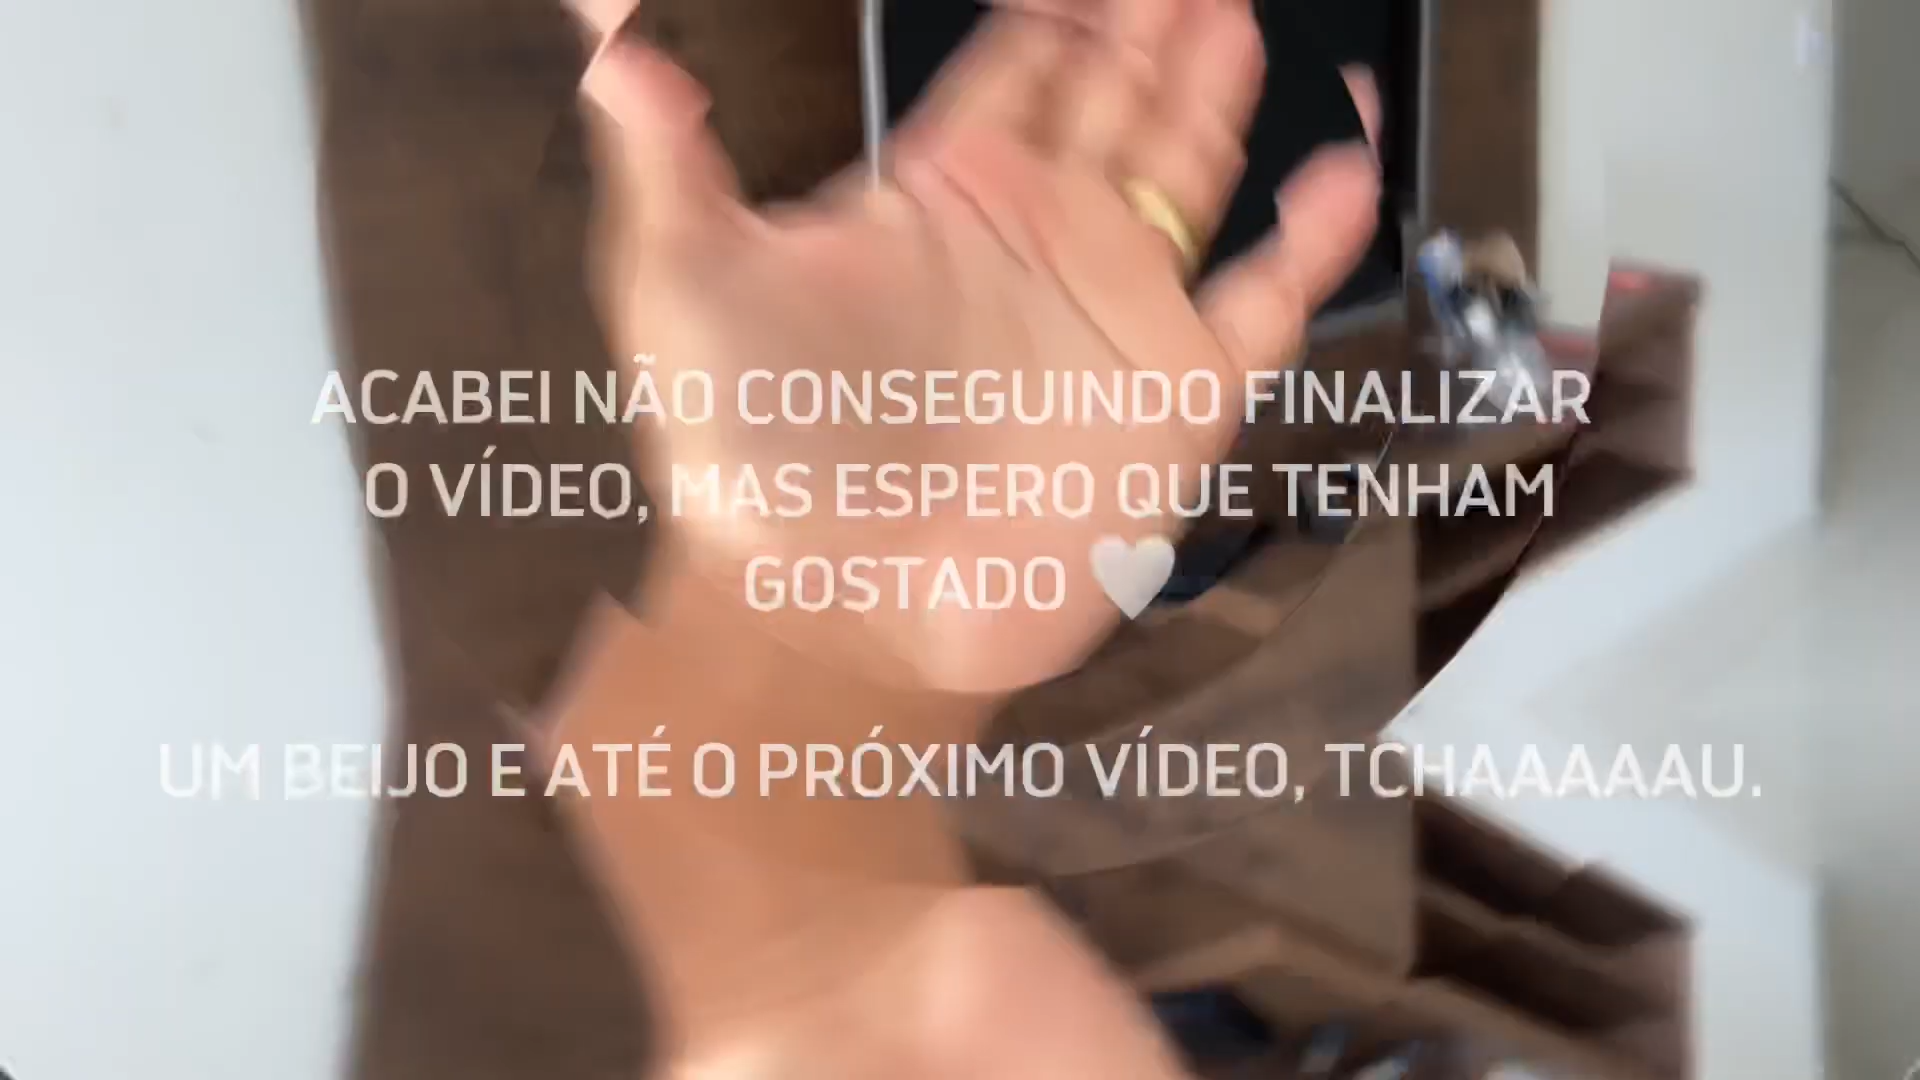 ACABEI NÃO CONSEGUINDO FINALIZAR
O VÍDEO, MAS ESPERO QUE TENHAM
GOSTADO 🤍
UM BEIJO E ATÉ O PRÓXIMO VÍDEO, TCHAAAAAU.